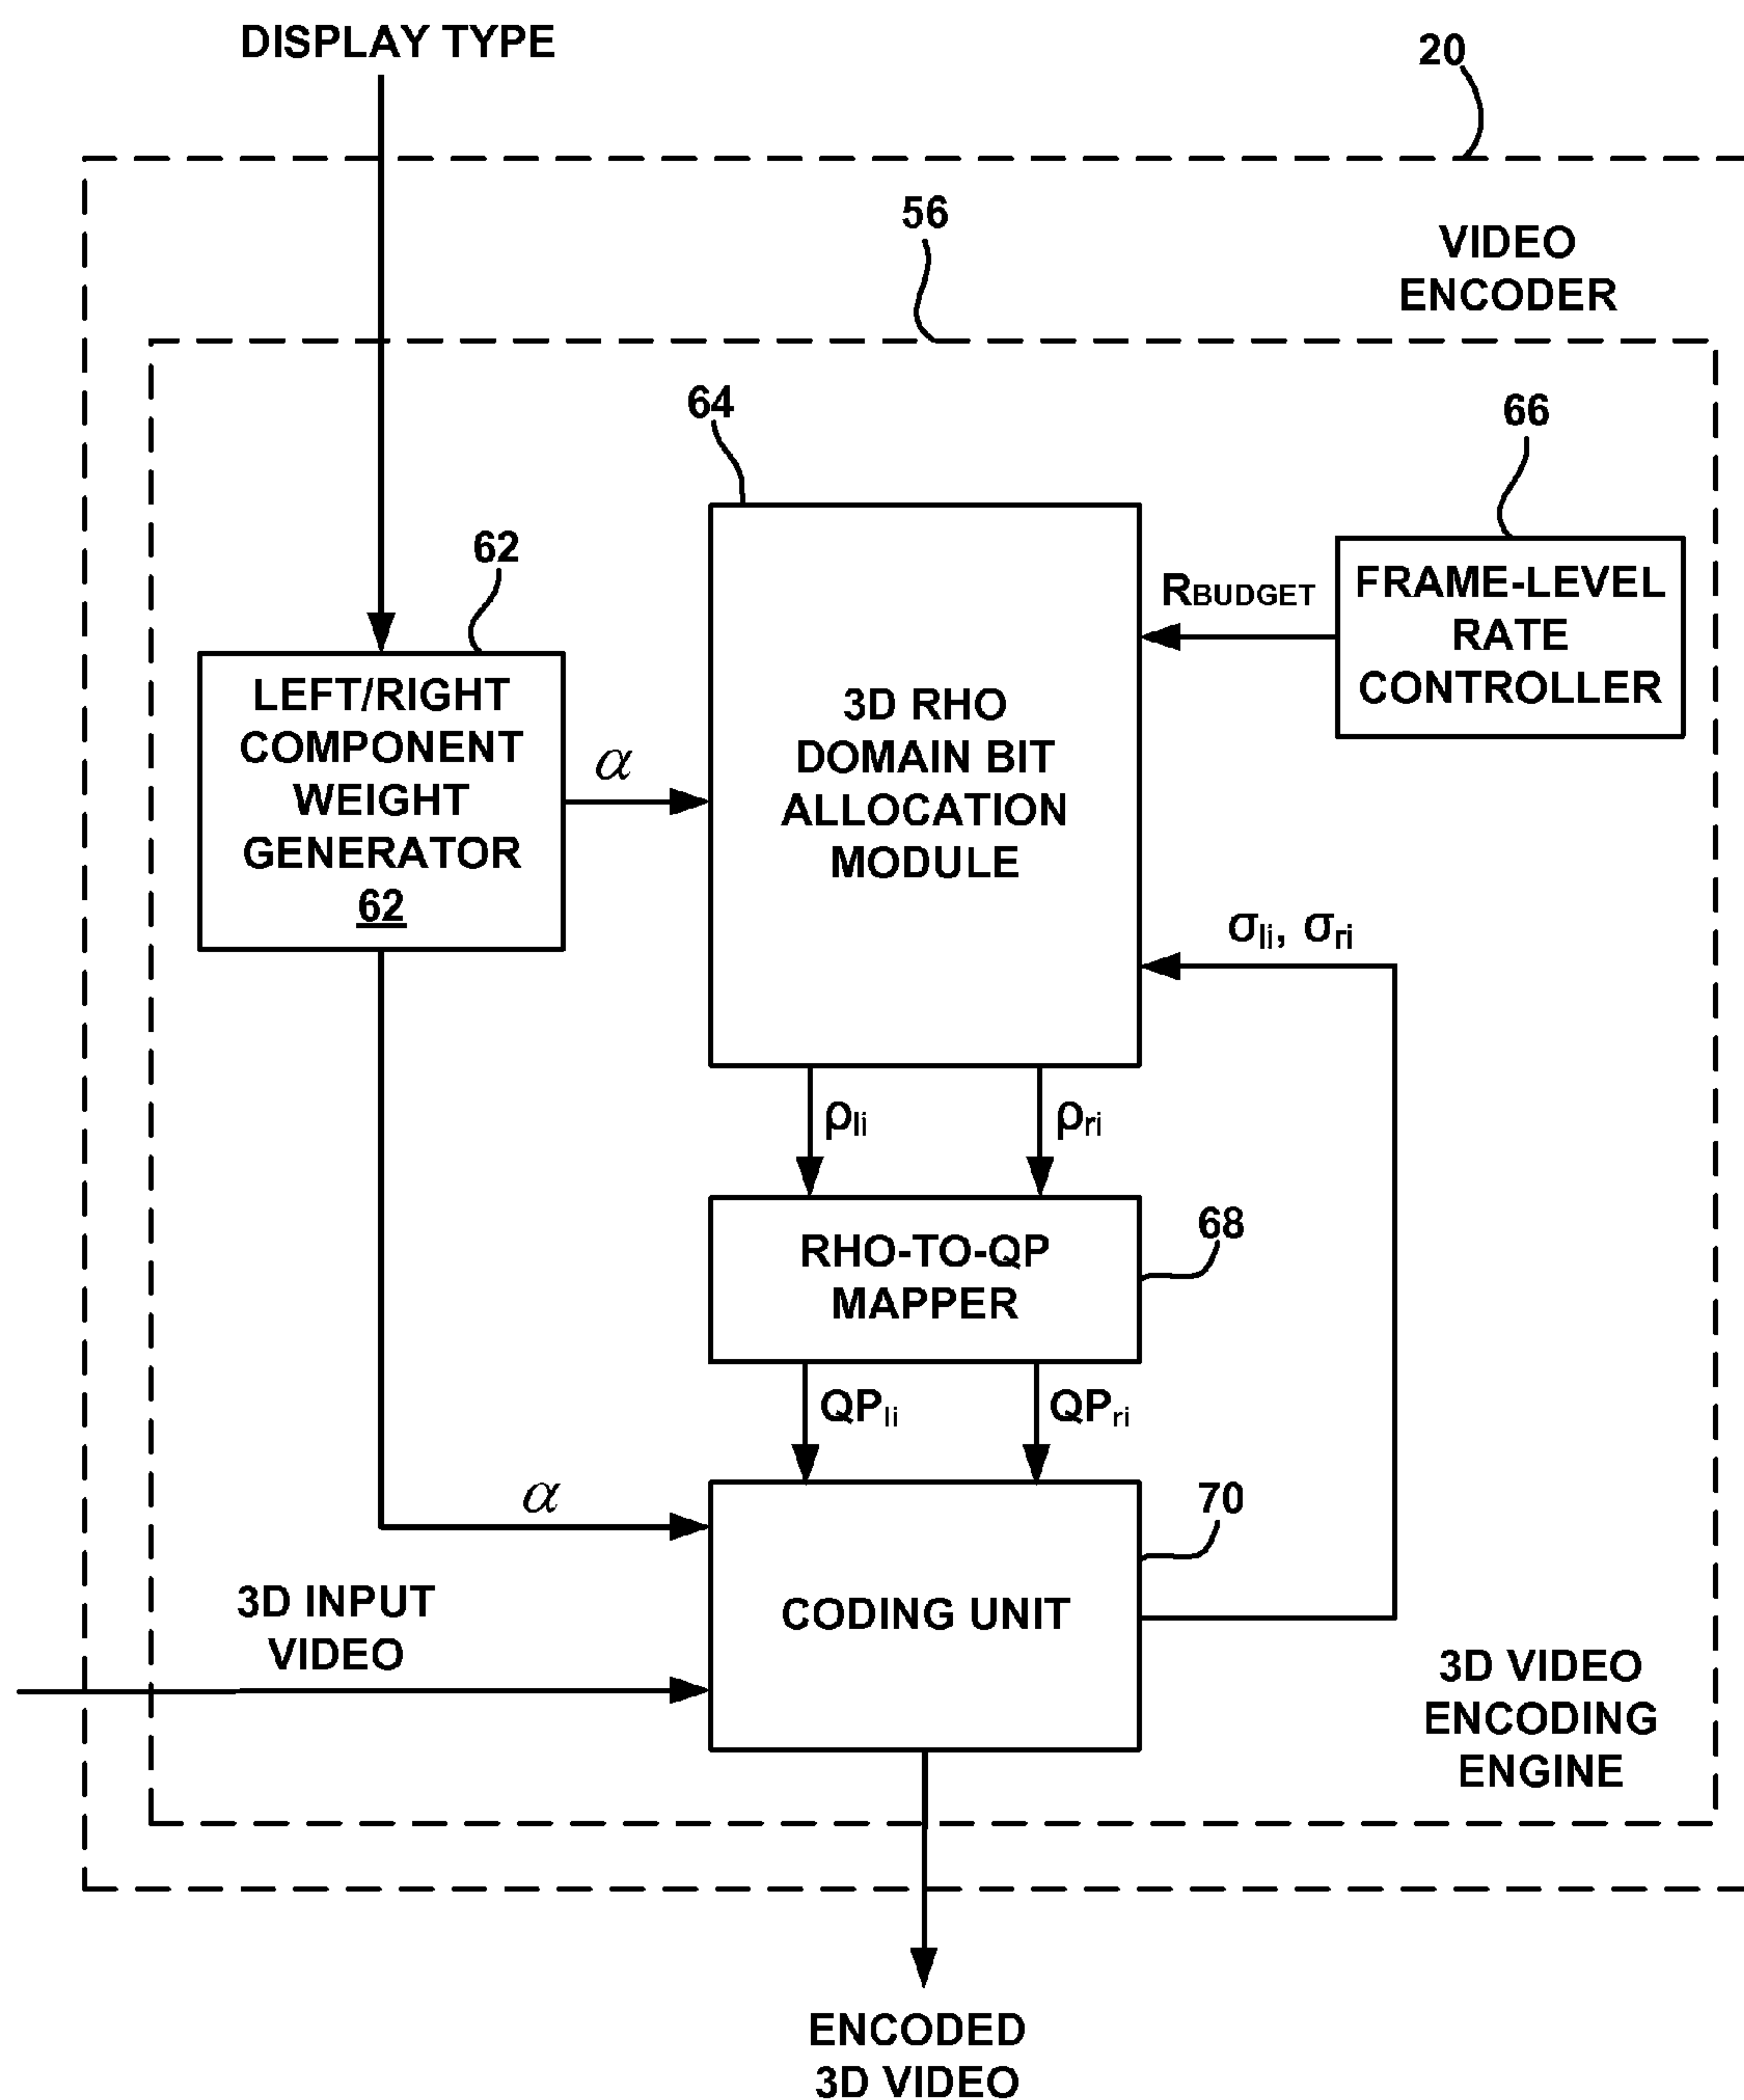 DISPLAY TYPE
20
56
VIDEO
ENCODER
64
66
62
LEFT/RIGHT
COMPONENT
WEIGHT
GENERATOR
62
α
3D RHO
DOMAIN BIT
ALLOCATION
MODULE
RBUDGET
FRAME-LEVEL
RATE
CONTROLLER
σli, σri
ρli
ρri
RHO-TO-QP
MAPPER
68
QPli
QPri
α
70
CODING UNIT
3D INPUT
VIDEO
3D VIDEO
ENCODING
ENGINE
ENCODED
3D VIDEO